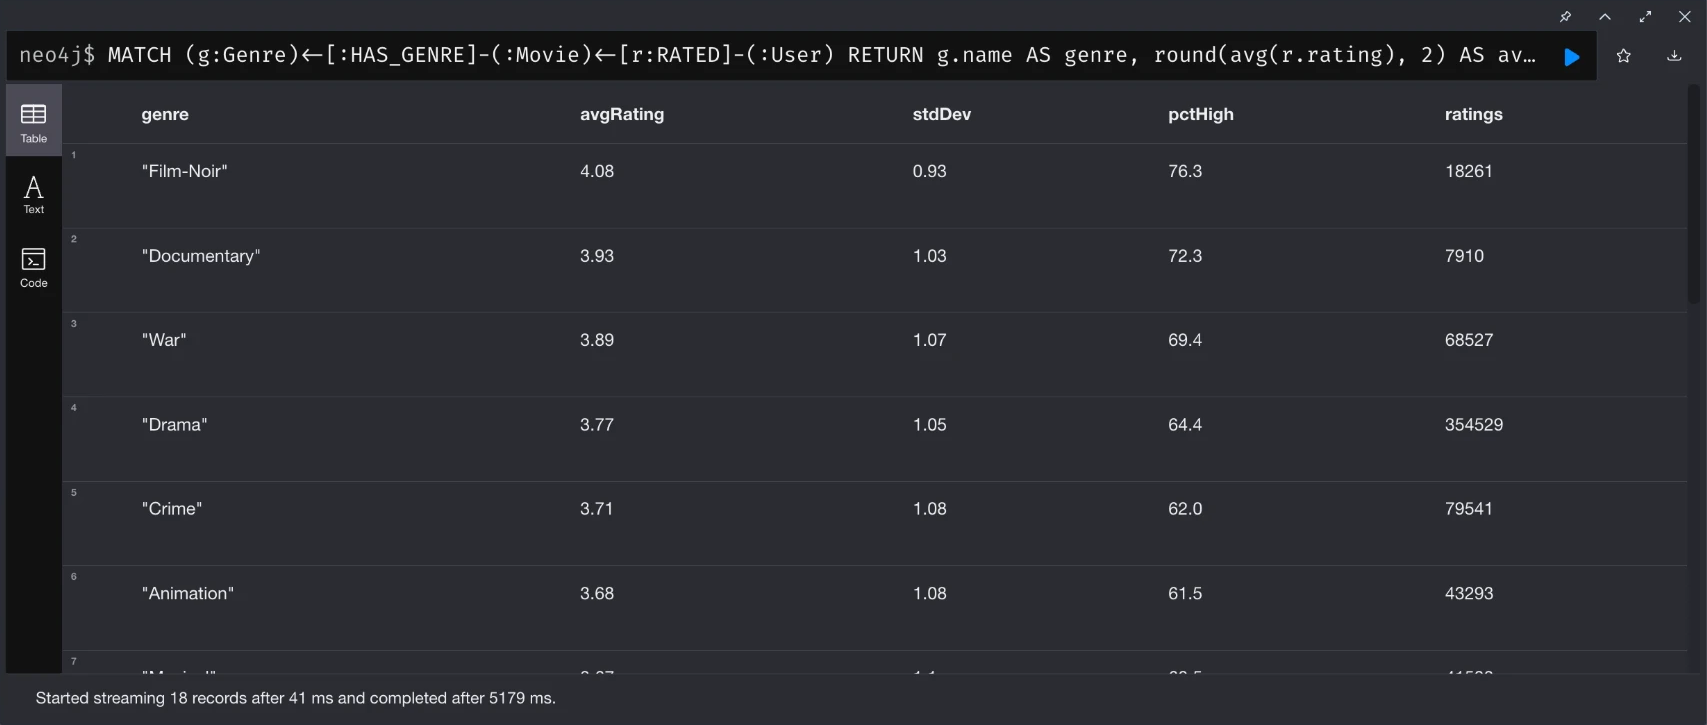 neo4j$ MATCH (g:Genre)<-[:HAS_GENRE]-(:Movie)<-[r:RATED]-(:User) RETURN g.name AS genre, round(avg(r.rating), 2) AS av…
Table
Text
Code
genre avgRating stdDev pctHigh ratings
1 "Film-Noir" 4.08 0.93 76.3 18261
2 "Documentary" 3.93 1.03 72.3 7910
3 "War" 3.89 1.07 69.4 68527
4 "Drama" 3.77 1.05 64.4 354529
5 "Crime" 3.71 1.08 62.0 79541
6 "Animation" 3.68 1.08 61.5 43293
7
Started streaming 18 records after 41 ms and completed after 5179 ms.